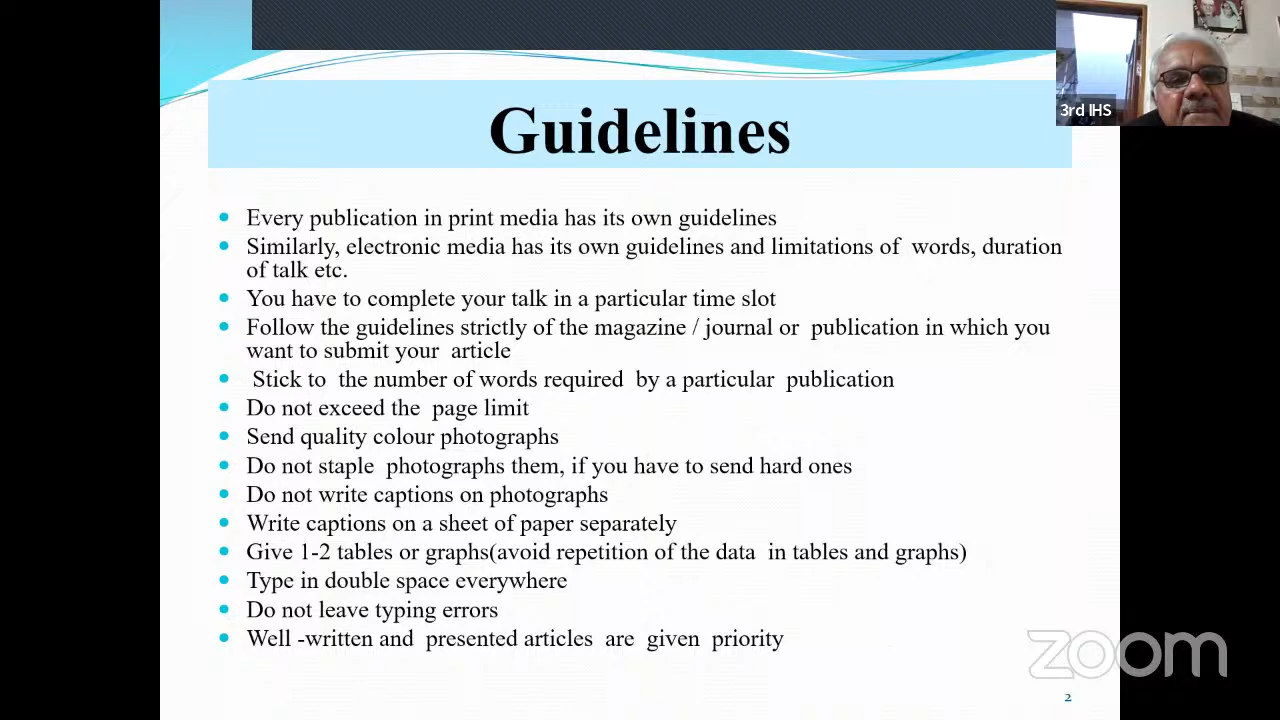 3rd IHS
Guidelines
• Every publication in print media has its own guidelines
• Similarly, electronic media has its own guidelines and limitations of words, duration
of talk etc.
• You have to complete your talk in a particular time slot
• Follow the guidelines strictly of the magazine / journal or publication in which you
want to submit your article
• Stick to the number of words required by a particular publication
• Do not exceed the page limit
• Send quality colour photographs
• Do not staple photographs them, if you have to send hard ones
• Do not write captions on photographs
• Write captions on a sheet of paper separately
• Give 1-2 tables or graphs(avoid repetition of the data in tables and graphs)
• Type in double space everywhere
• Do not leave typing errors
• Well -written and presented articles are given priority
zoom
2